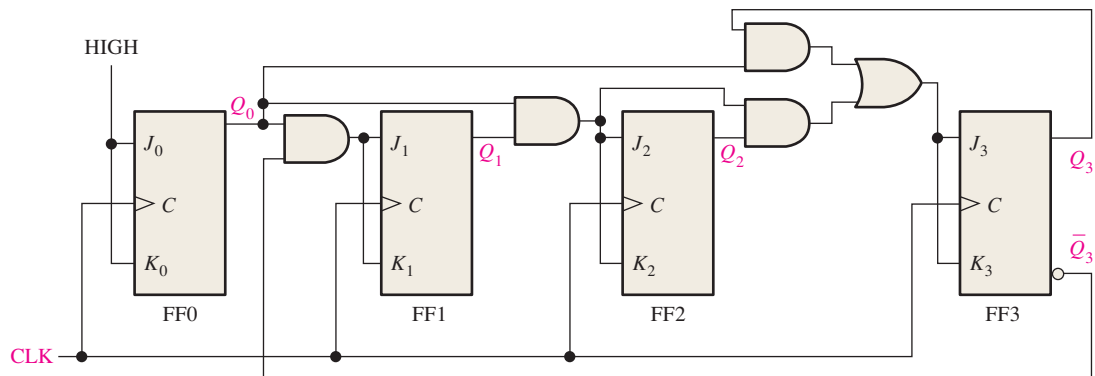 HIGH
Q₀
J₀
C
K₀
FF0
J₁
C
K₁
FF1
Q₁
J₂
C
K₂
FF2
Q₂
J₃
C
K₃
FF3
Q₃
Q̅₃
CLK